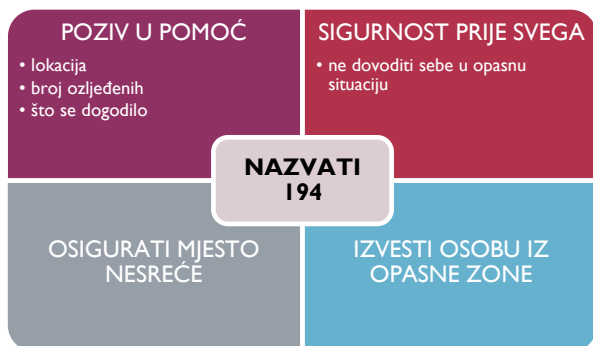 POZIV U POMOĆ
• lokacija
• broj ozljeđenih
• što se dogodilo
SIGURNOST PRIJE SVEGA
• ne dovoditi sebe u opasnu
situaciju
NAZVATI
194
OSIGURATI MJESTO
NESREĆE
IZVESTI OSOBU IZ
OPASNE ZONE